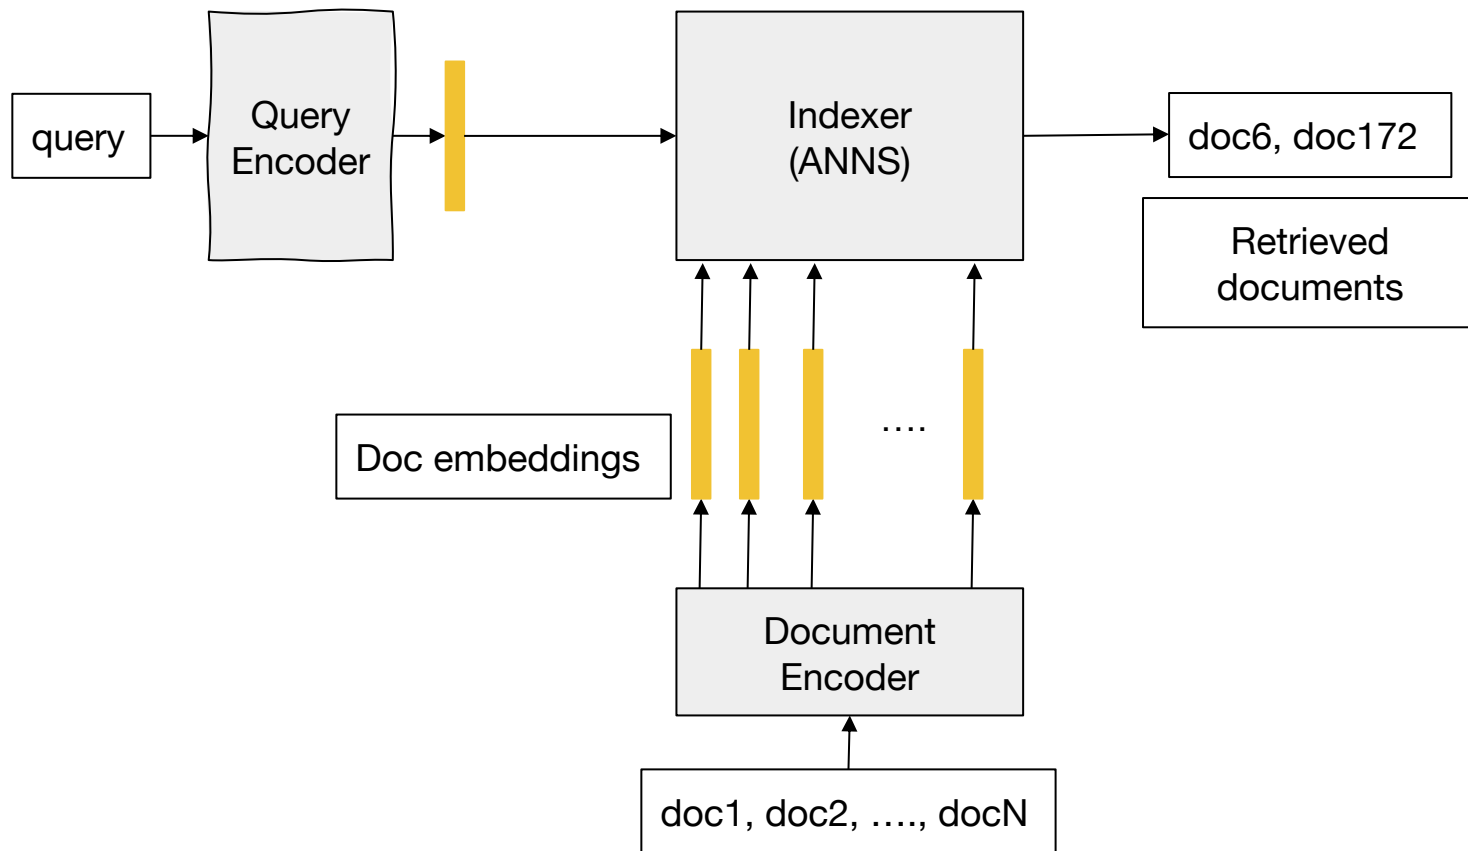 query
Query
Encoder
Indexer
(ANNS)
doc6, doc172
Retrieved
documents
Doc embeddings
....
Document
Encoder
doc1, doc2, ...., docN